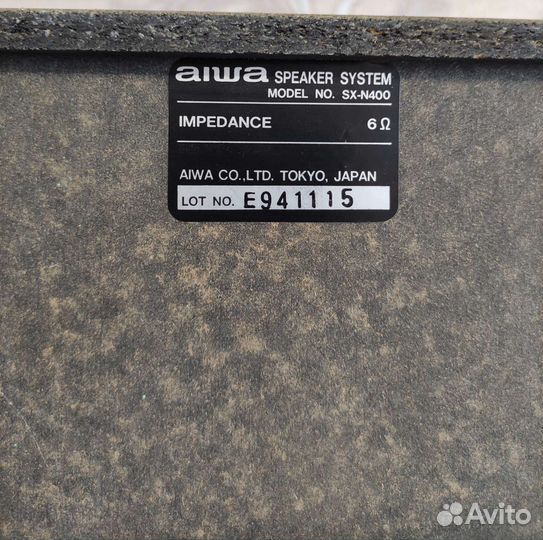 aiwa SPEAKER SYSTEM
MODEL NO. SX-N400
IMPEDANCE 6Ω
AIWA CO.,LTD. TOKYO, JAPAN
LOT NO. E941115
Avito